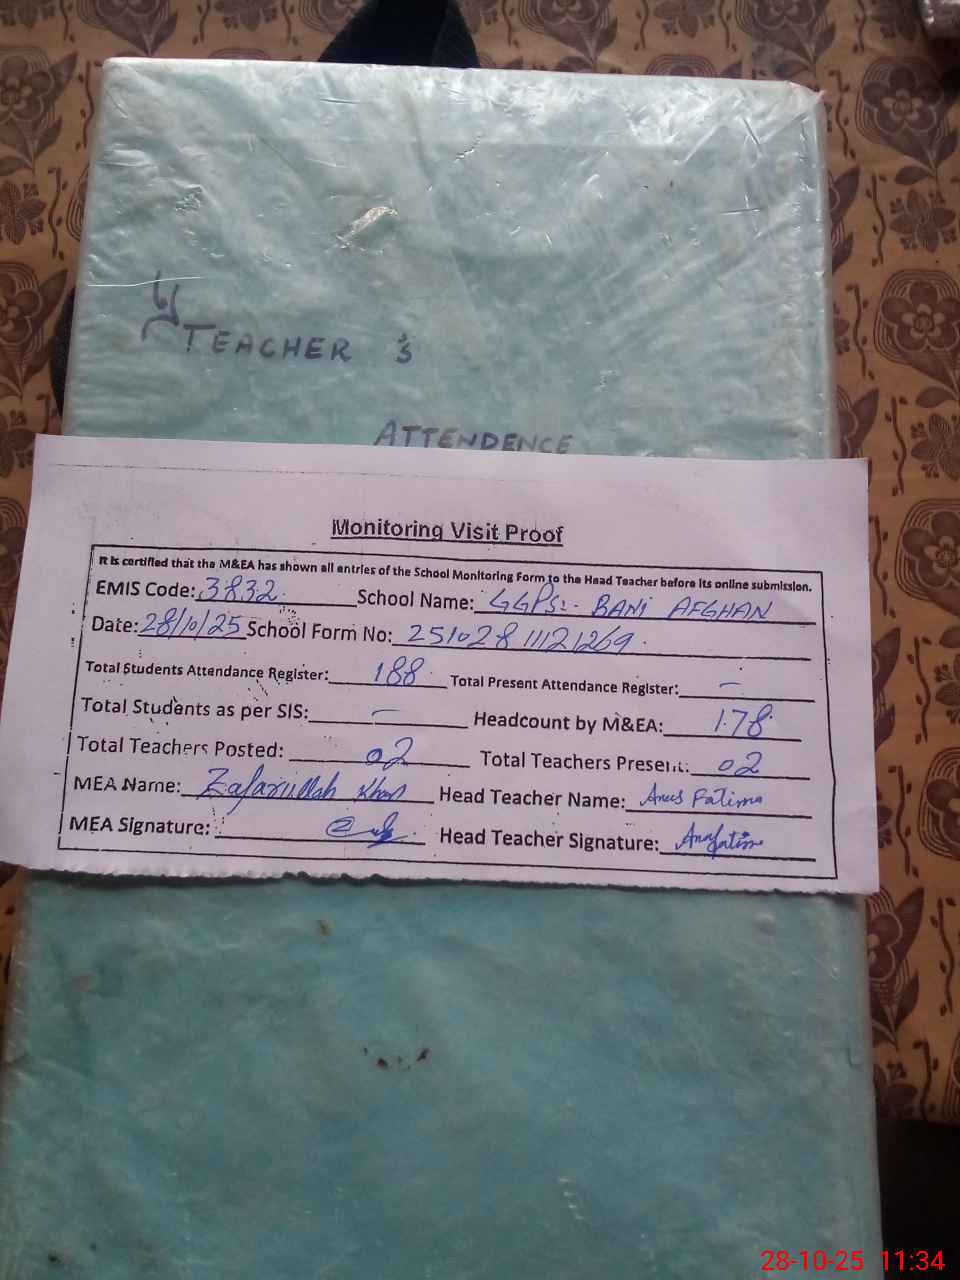 TEACHER'S
ATTENDENCE
Monitoring Visit Proof
It is certified that the M&EA has shown all entries of the School Monitoring Form to the Head Teacher before its online submission.
EMIS Code: 3832 School Name: GGPS:- BANI AFGHAN
Date: 28/10/25 School Form No: 25102811121269
Total Students Attendance Register: 188 Total Present Attendance Register: —
Total Students as per SIS: — Headcount by M&EA: 178
Total Teachers Posted: 02 Total Teachers Present: 02
MEA Name: Zafarullah Khan Head Teacher Name: Fatima
MEA Signature: Head Teacher Signature:
28-10-25 11:34